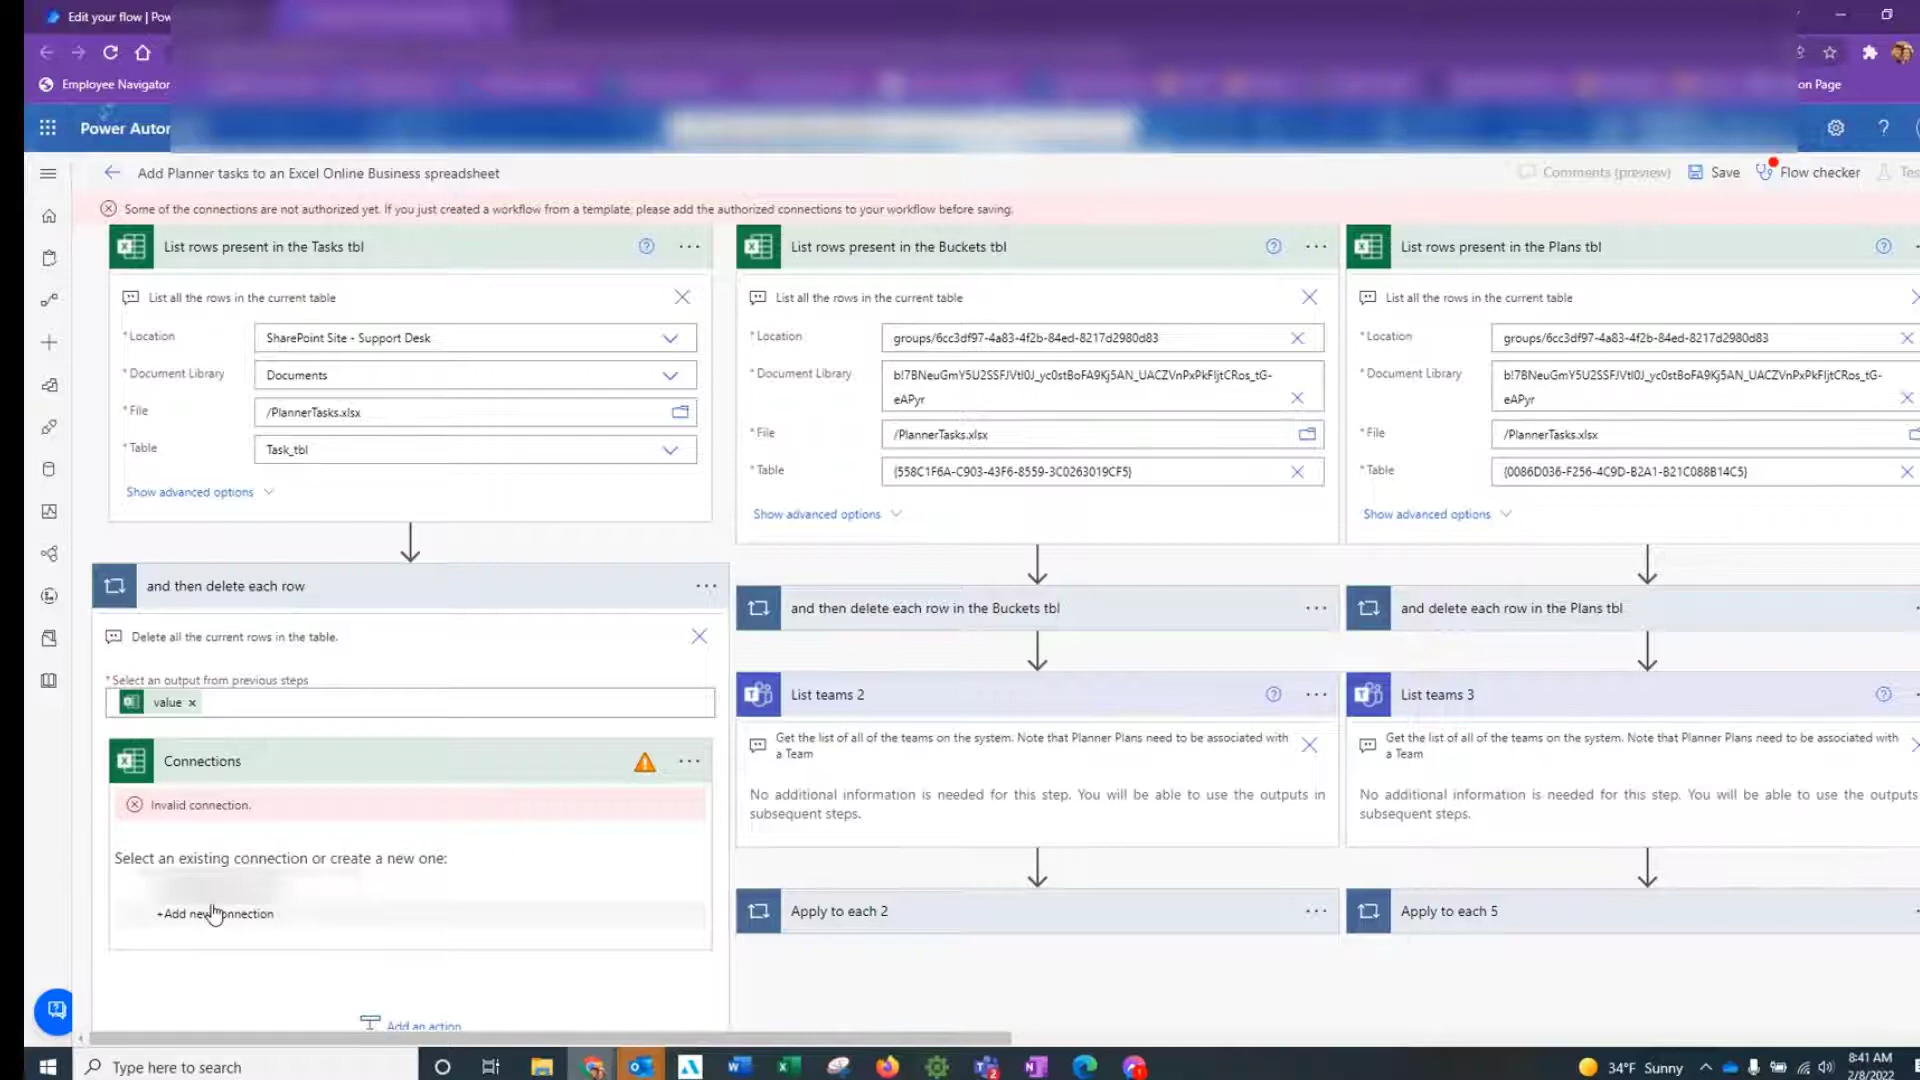 Edit your flow | Pow
Employee Navigator
on Page
Power Autor
Add Planner tasks to an Excel Online Business spreadsheet
Comments (preview)
Save
Flow checker
Tes
Some of the connections are not authorized yet. If you just created a workflow from a template, please add the authorized connections to your workflow before saving.
List rows present in the Tasks tbl
List all the rows in the current table
* Location
SharePoint Site - Support Desk
* Document Library
Documents
* File
/PlannerTasks.xlsx
* Table
Task_tbl
Show advanced options
and then delete each row
Delete all the current rows in the table.
* Select an output from previous steps
value
Connections
Invalid connection.
Select an existing connection or create a new one:
Add an action
List rows present in the Buckets tbl
List all the rows in the current table
* Location
groups/6cc3df97-4a83-4f2b-84ed-8217d2980d83
* Document Library
b!7BNeuGmY5U2SSFJVtI0J_yc0stBoFA9Kj5AN_UACZVnPxPkFIjtCRos_tG-
eAPyr
* File
/PlannerTasks.xlsx
* Table
{558C1F6A-C903-43F6-8559-3C0263019CF5}
Show advanced options
and then delete each row in the Buckets tbl
List teams 2
Get the list of all of the teams on the system. Note that Planner Plans need to be associated with
a Team
No additional information is needed for this step. You will be able to use the outputs in
subsequent steps.
Apply to each 2
List rows present in the Plans tbl
List all the rows in the current table
* Location
groups/6cc3df97-4a83-4f2b-84ed-8217d2980d83
* Document Library
b!7BNeuGmY5U2SSFJVtI0J_yc0stBoFA9Kj5AN_UACZVnPxPkFIjtCRos_tG-
eAPyr
* File
/PlannerTasks.xlsx
* Table
{0086D036-F256-4C9D-B2A1-B21C088B14C5}
Show advanced options
and delete each row in the Plans tbl
List teams 3
Get the list of all of the teams on the system. Note that Planner Plans need to be associated with
a Team
No additional information is needed for this step. You will be able to use the outputs
subsequent steps.
Apply to each 5
+Add new connection
Type here to search
34°F Sunny
8:41 AM
2/8/2022